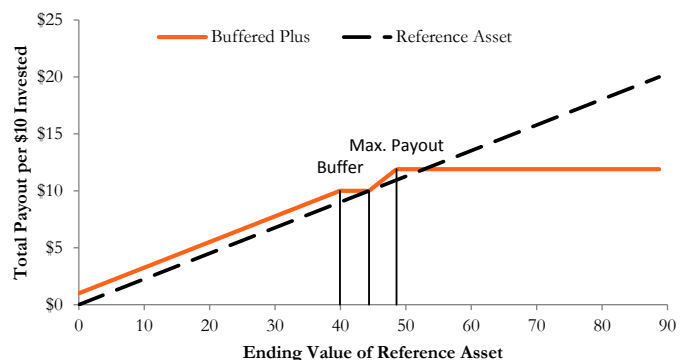 $25
Buffered Plus
Reference Asset
$20
$15
Max. Payout
Buffer
$10
$5
$0
0 10 20 30 40 50 60 70 80 90
Total Payout per $10 Invested
Ending Value of Reference Asset